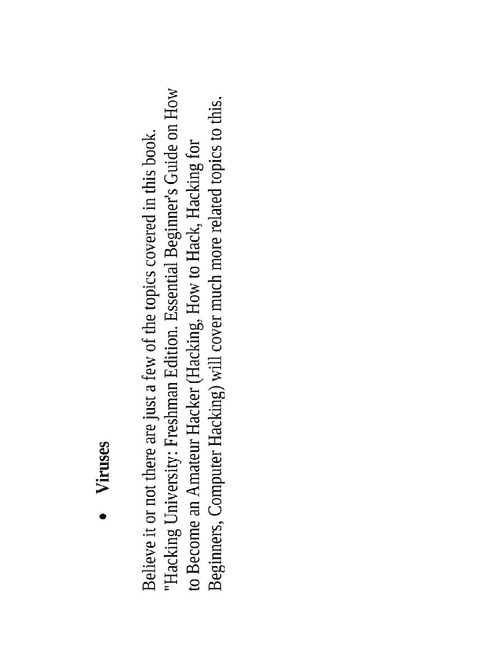 • Viruses
Believe it or not there are just a few of the topics covered in this book.
"Hacking University: Freshman Edition. Essential Beginner's Guide on How
to Become an Amateur Hacker (Hacking, How to Hack, Hacking for
Beginners, Computer Hacking) will cover much more related topics to this.